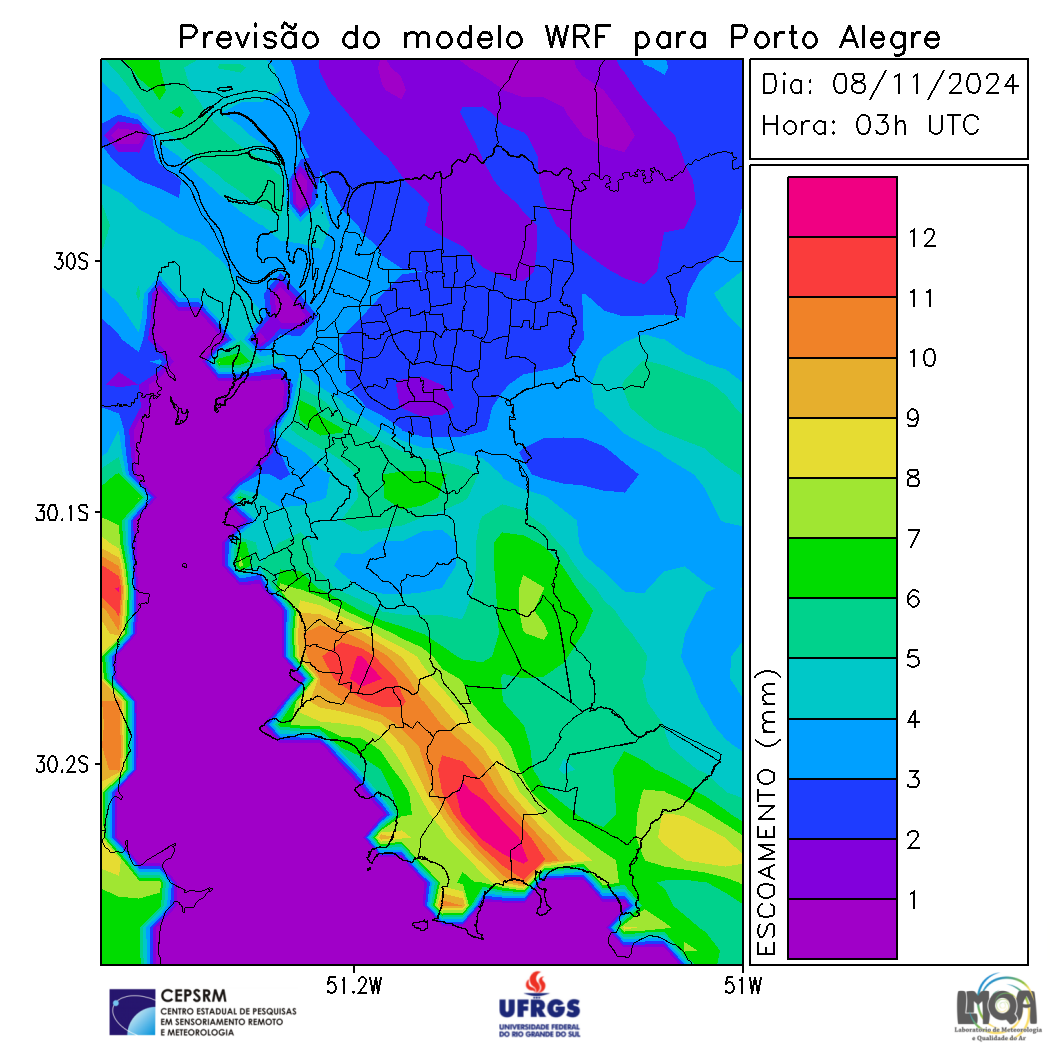 Previsão do modelo WRF para Porto Alegre
Dia: 08/11/2024
Hora: 03h UTC
12
11
10
9
8
7
6
5
4
3
2
1
ESCOAMENTO (mm)
30S
30.1S
30.2S
51.2W
51W
CEPSRM
CENTRO ESTADUAL DE PESQUISAS
EM SENSORIAMENTO REMOTO
E METEOROLOGIA
UFRGS
UNIVERSIDADE FEDERAL
DO RIO GRANDE DO SUL
LMQA
Laboratório de Meteorologia
e Qualidade do Ar